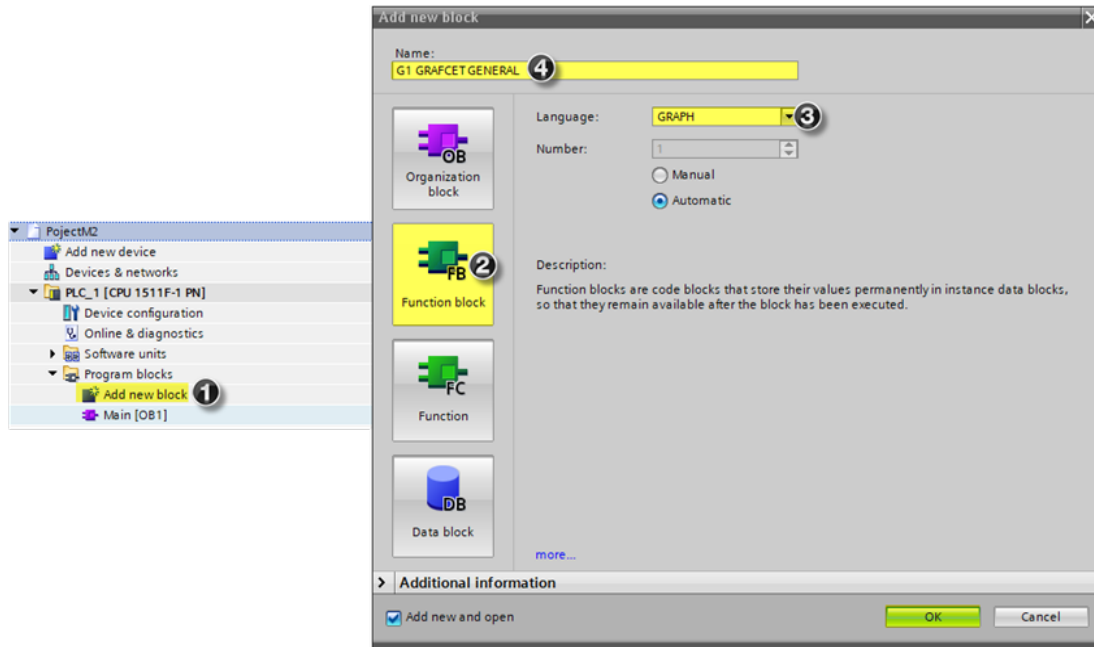 PojectM2
Add new device
Devices & networks
PLC_1 [CPU 1511F-1 PN]
Device configuration
Online & diagnostics
Software units
Program blocks
Add new block 1
Main [OB1]
Add new block
Name:
G1 GRAFCET GENERAL 4
OB
Organization
block
FB 2
Function block
FC
Function
DB
Data block
Language: GRAPH 3
Number: 1
Manual
Automatic
Description:
Function blocks are code blocks that store their values permanently in instance data blocks,
so that they remain available after the block has been executed.
more...
Additional information
Add new and open
OK Cancel